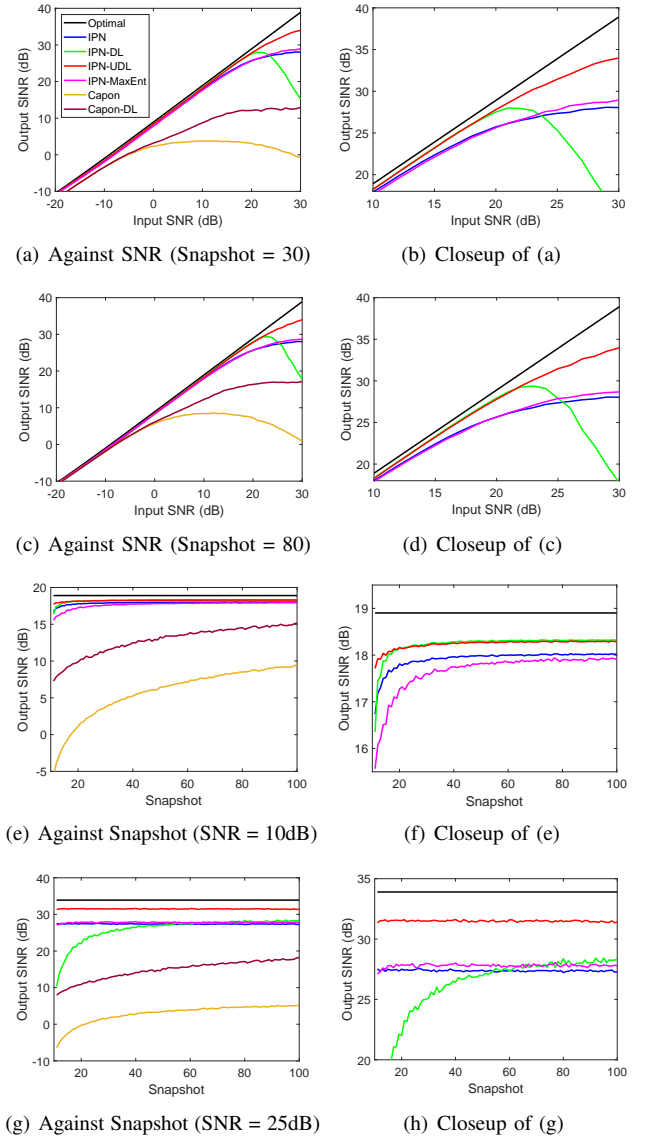 40
30
20
10
0
-10
Output SINR (dB)
Optimal
IPN
IPN-DL
IPN-UDL
IPN-MaxEnt
Capon
Capon-DL
-20 -10 0 10 20 30
Input SNR (dB)
(a) Against SNR (Snapshot = 30)
40
35
30
25
20
Output SINR (dB)
10 15 20 25 30
Input SNR (dB)
(b) Closeup of (a)
40
30
20
10
0
-10
Output SINR (dB)
-20 -10 0 10 20 30
Input SNR (dB)
(c) Against SNR (Snapshot = 80)
40
35
30
25
20
Output SINR (dB)
10 15 20 25 30
Input SNR (dB)
(d) Closeup of (c)
20
15
10
5
0
-5
Output SINR (dB)
20 40 60 80 100
Snapshot
(e) Against Snapshot (SNR = 10dB)
19
18
17
16
Output SINR (dB)
20 40 60 80 100
Snapshot
(f) Closeup of (e)
40
30
20
10
0
-10
Output SINR (dB)
20 40 60 80 100
Snapshot
(g) Against Snapshot (SNR = 25dB)
35
30
25
20
Output SINR (dB)
20 40 60 80 100
Snapshot
(h) Closeup of (g)